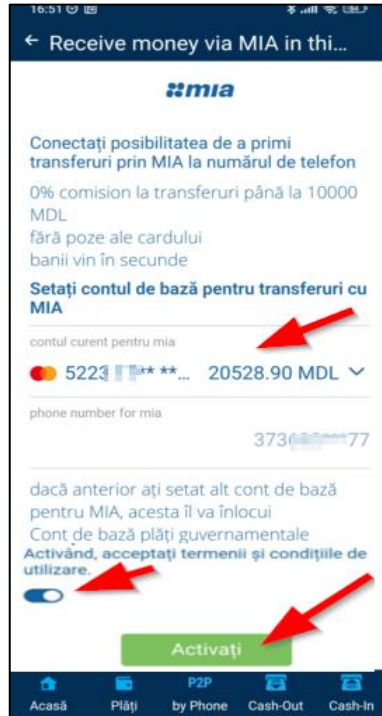 16:51
← Receive money via MIA in thi...
mia
Conectați posibilitatea de a primi
transferuri prin MIA la numărul de telefon
0% comision la transferuri până la 10000
MDL
fără poze ale cardului
banii vin în secunde
Setați contul de bază pentru transferuri cu
MIA
contul curent pentru mia
5223 ** **... 20528.90 MDL
phone number for mia
373 77
dacă anterior ați setat alt cont de bază
pentru MIA, acesta îl va înlocui
Cont de bază plăți guvernamentale
Activând, acceptați termenii și condițiile de
utilizare.
Activați
Acasă Plăți P2P by Phone Cash-Out Cash-In